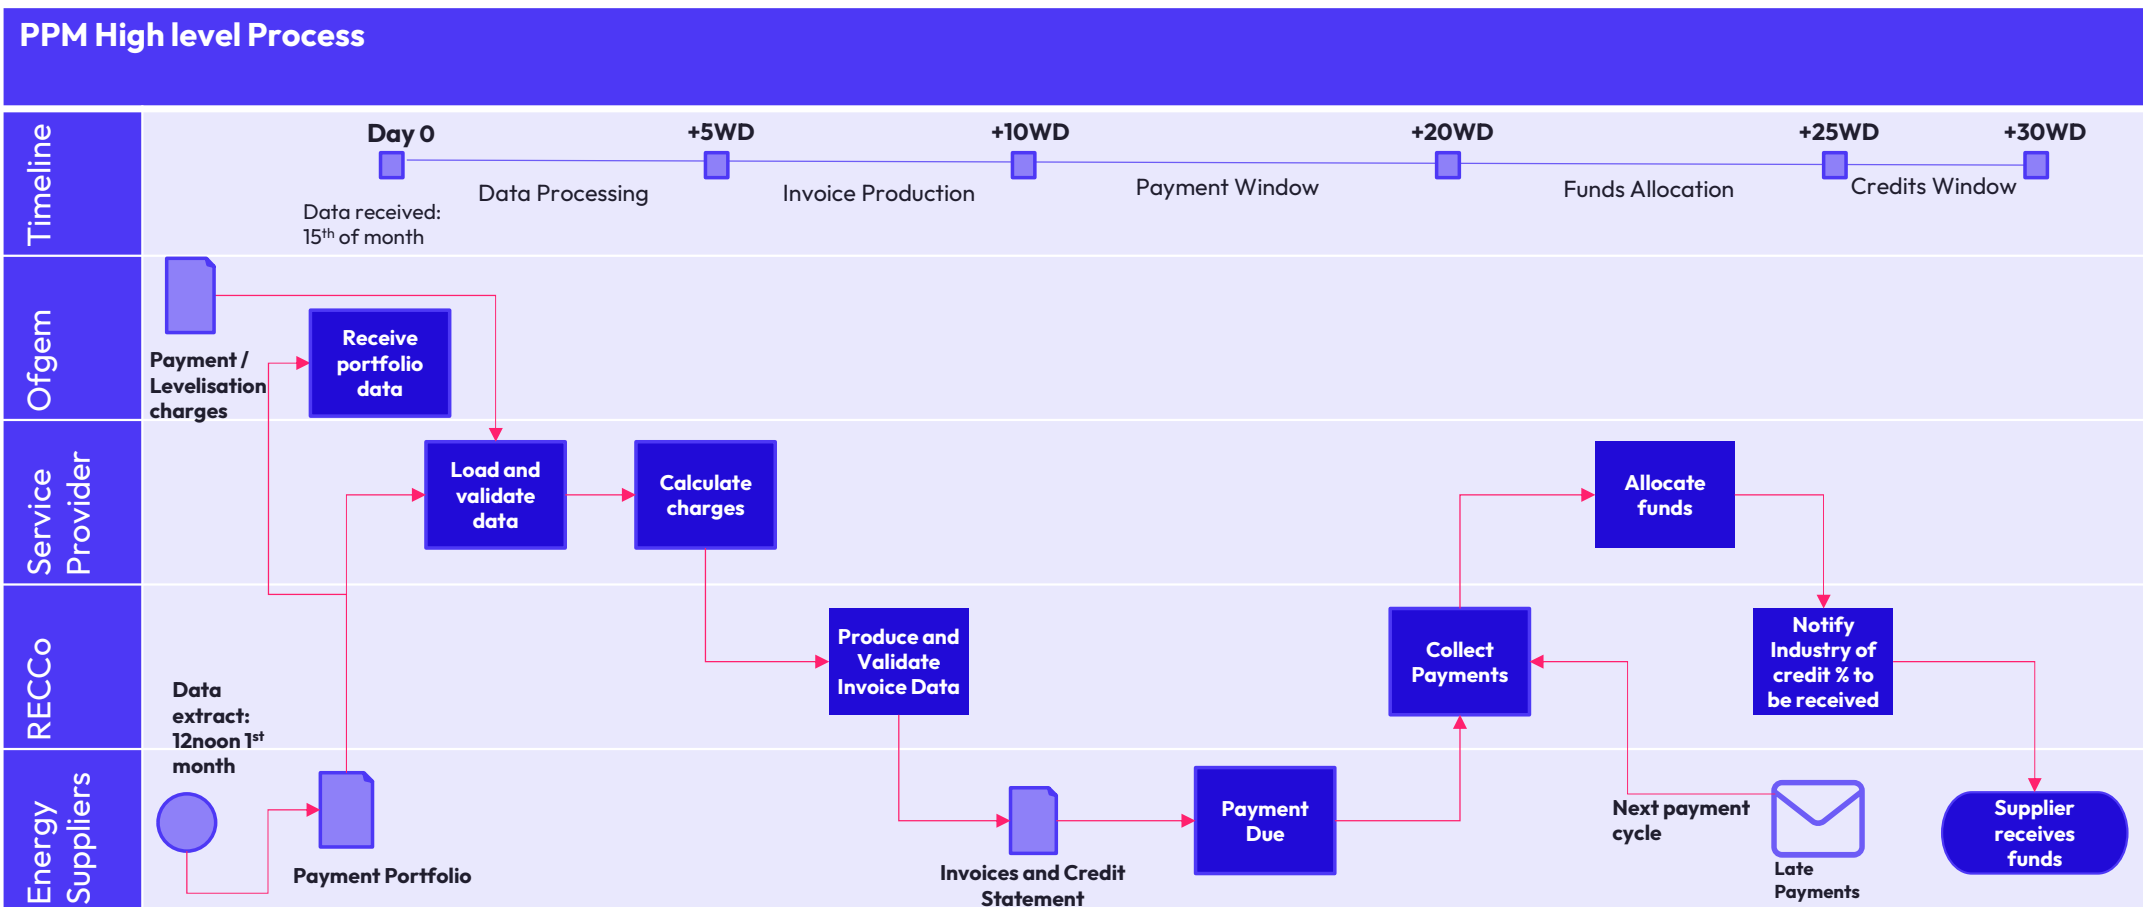 PPM High level Process
Timeline
Day 0
+5WD
+10WD
+20WD
+25WD
+30WD
Data Processing
Invoice Production
Payment Window
Funds Allocation
Credits Window
Data received:
15th of month
Ofgem
Payment /
Levelisation
charges
Receive
portfolio
data
Service
Provider
Load and
validate
data
Calculate
charges
Allocate
funds
RECCo
Data
extract:
12noon 1st
month
Produce and
Validate
Invoice Data
Collect
Payments
Notify
Industry of
credit % to
be received
Energy
Suppliers
Payment Portfolio
Invoices and Credit
Statement
Payment
Due
Next payment
cycle
Late
Payments
Supplier
receives
funds